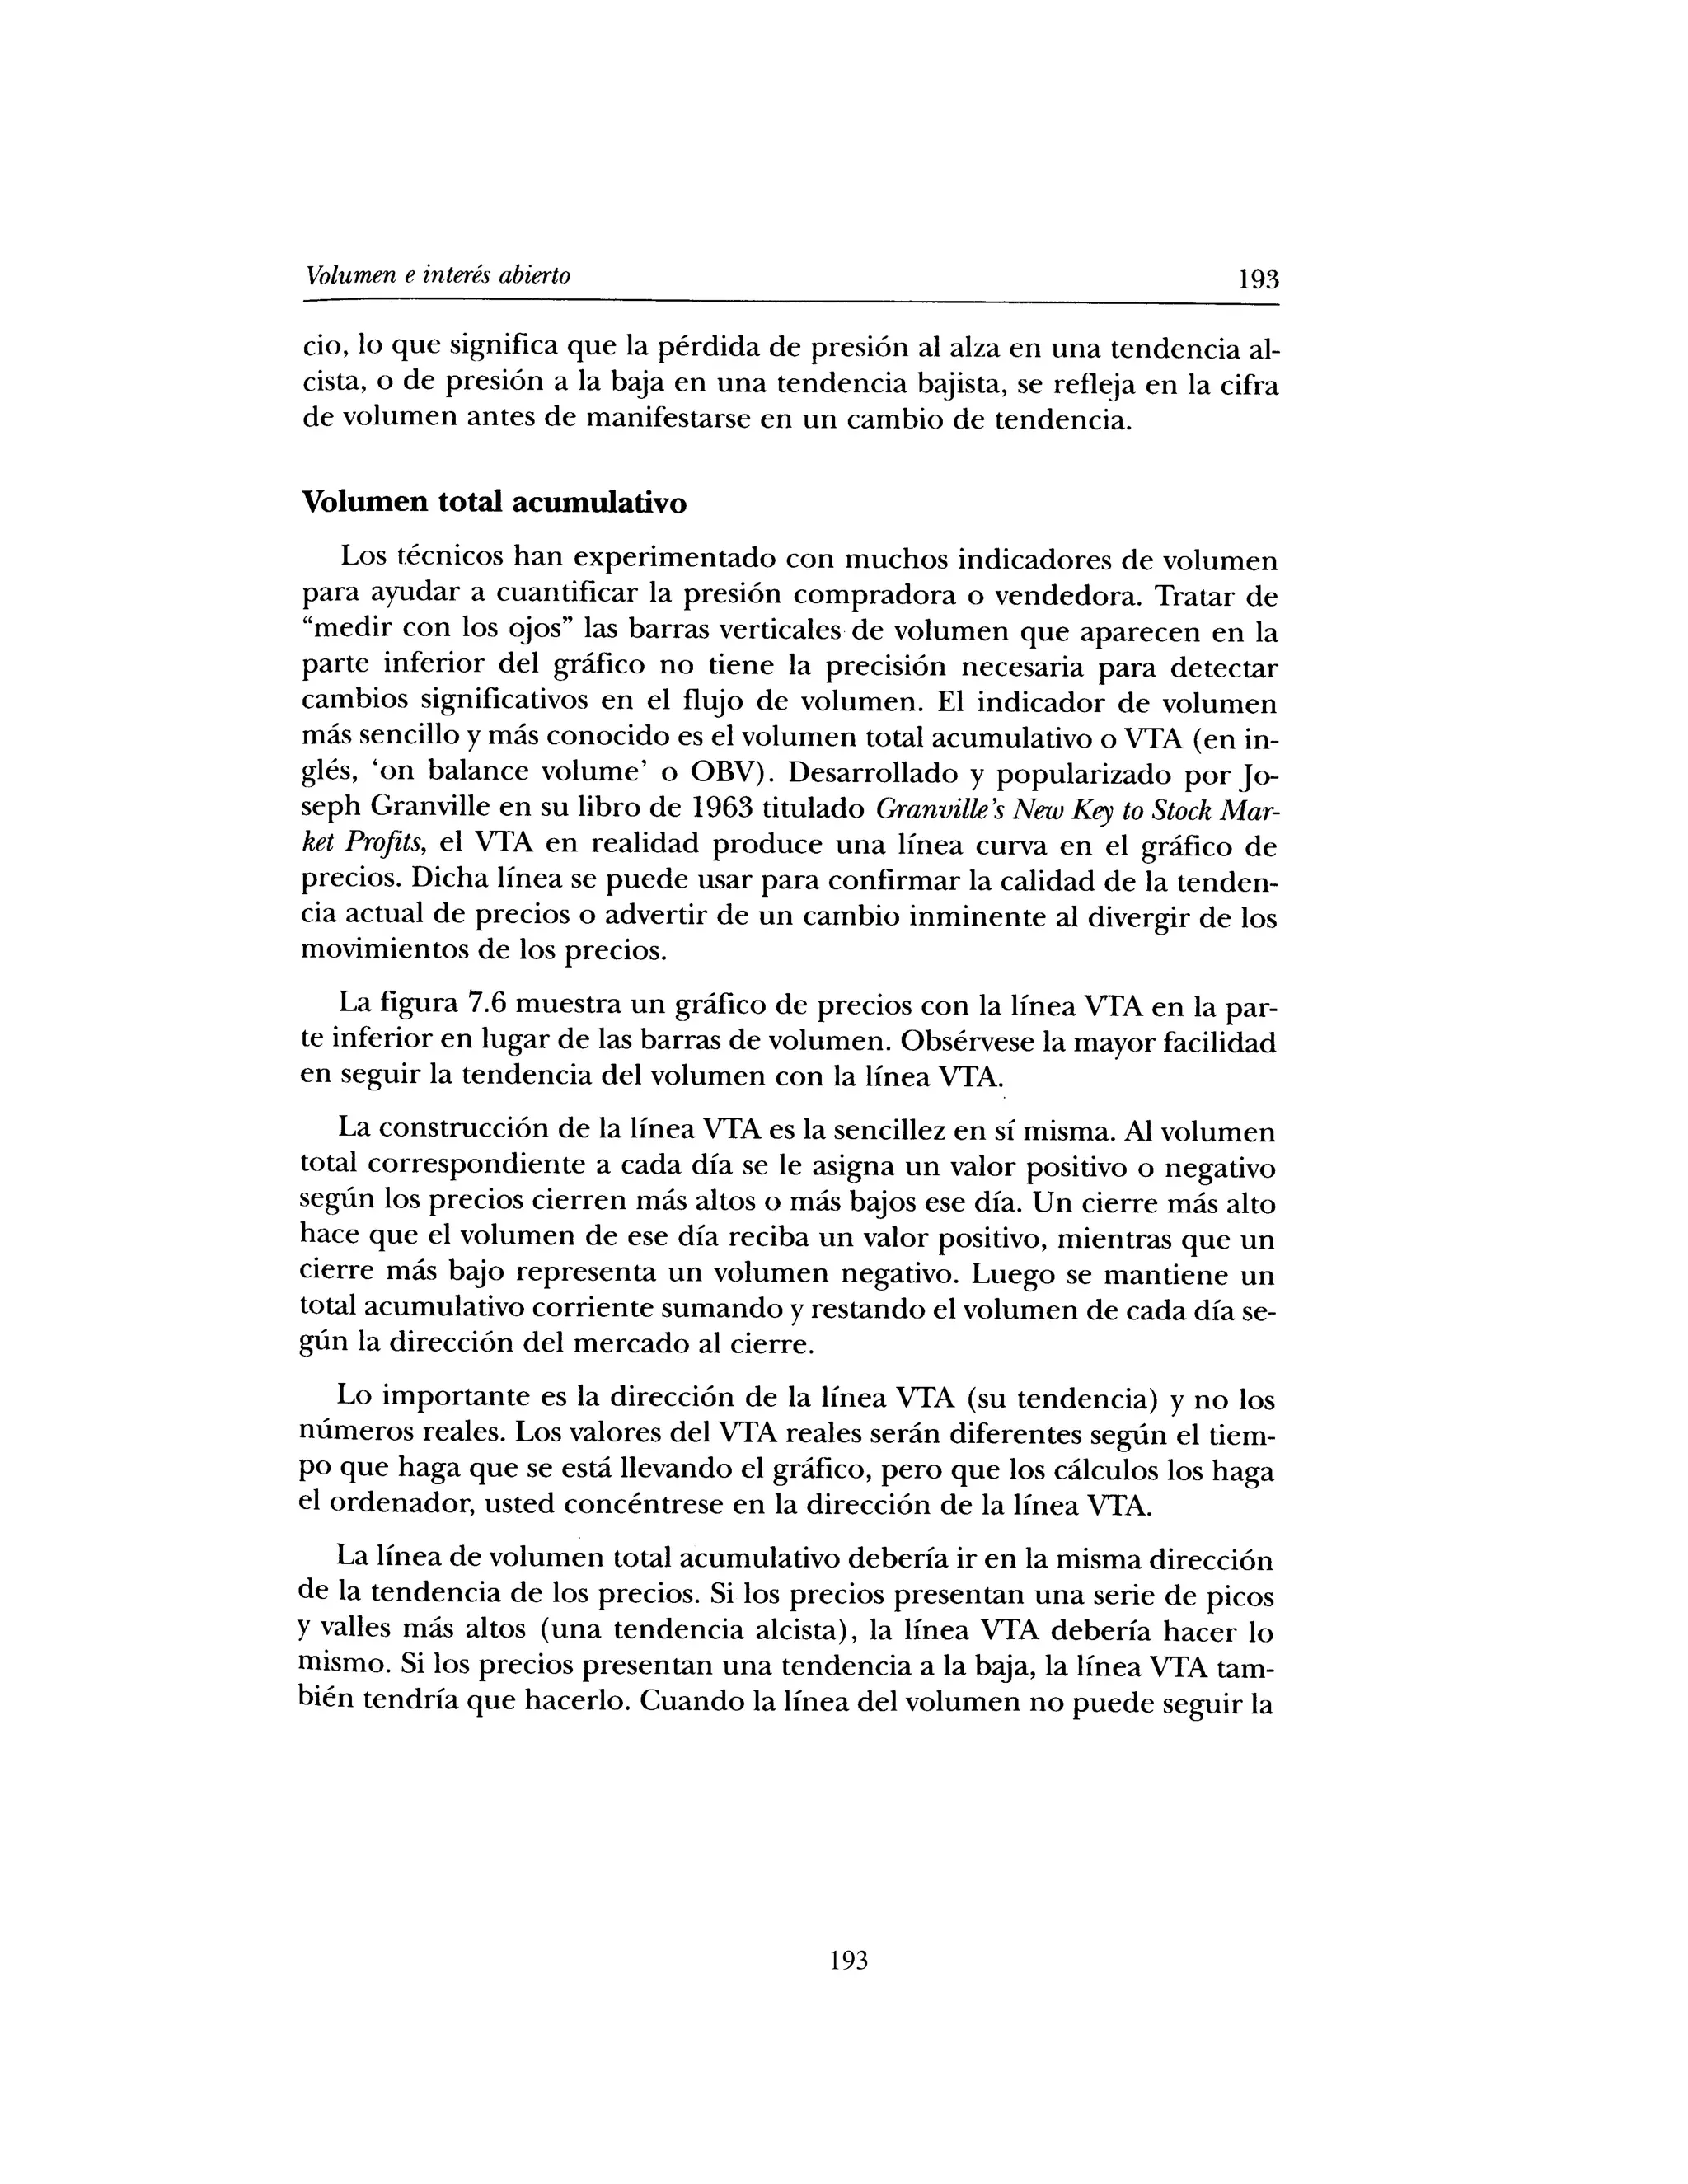 Volumen e interés abierto 193
cio, lo que significa que la pérdida de presión al alza en una tendencia al-
cista, o de presión a la baja en una tendencia bajista, se refleja en la cifra
de volumen antes de manifestarse en un cambio de tendencia.
Volumen total acumulativo
Los técnicos han experimentado con muchos indicadores de volumen
para ayudar a cuantificar la presión compradora o vendedora. Tratar de
“medir con los ojos” las barras verticales de volumen que aparecen en la
parte inferior del gráfico no tiene la precisión necesaria para detectar
cambios significativos en el flujo de volumen. El indicador de volumen
más sencillo y más conocido es el volumen total acumulativo o VTA (en in-
glés, ‘on balance volume’ o OBV). Desarrollado y popularizado por Jo-
seph Granville en su libro de 1963 titulado Granville’s New Key to Stock Mar-
ket Profits, el VTA en realidad produce una línea curva en el gráfico de
precios. Dicha línea se puede usar para confirmar la calidad de la tenden-
cia actual de precios o advertir de un cambio inminente al divergir de los
movimientos de los precios.
La figura 7.6 muestra un gráfico de precios con la línea VTA en la par-
te inferior en lugar de las barras de volumen. Obsérvese la mayor facilidad
en seguir la tendencia del volumen con la línea VTA.
La construcción de la línea VTA es la sencillez en sí misma. Al volumen
total correspondiente a cada día se le asigna un valor positivo o negativo
según los precios cierren más altos o más bajos ese día. Un cierre más alto
hace que el volumen de ese día reciba un valor positivo, mientras que un
cierre más bajo representa un volumen negativo. Luego se mantiene un
total acumulativo corriente sumando y restando el volumen de cada día se-
gún la dirección del mercado al cierre.
Lo importante es la dirección de la línea VTA (su tendencia) y no los
números reales. Los valores del VTA reales serán diferentes según el tiem-
po que haga que se está llevando el gráfico, pero que los cálculos los haga
el ordenador, usted concéntrese en la dirección de la línea VTA.
La línea de volumen total acumulativo debería ir en la misma dirección
de la tendencia de los precios. Si los precios presentan una serie de picos
y valles más altos (una tendencia alcista), la línea VTA debería hacer lo
mismo. Si los precios presentan una tendencia a la baja, la línea VTA tam-
bién tendría que hacerlo. Cuando la línea del volumen no puede seguir la
193